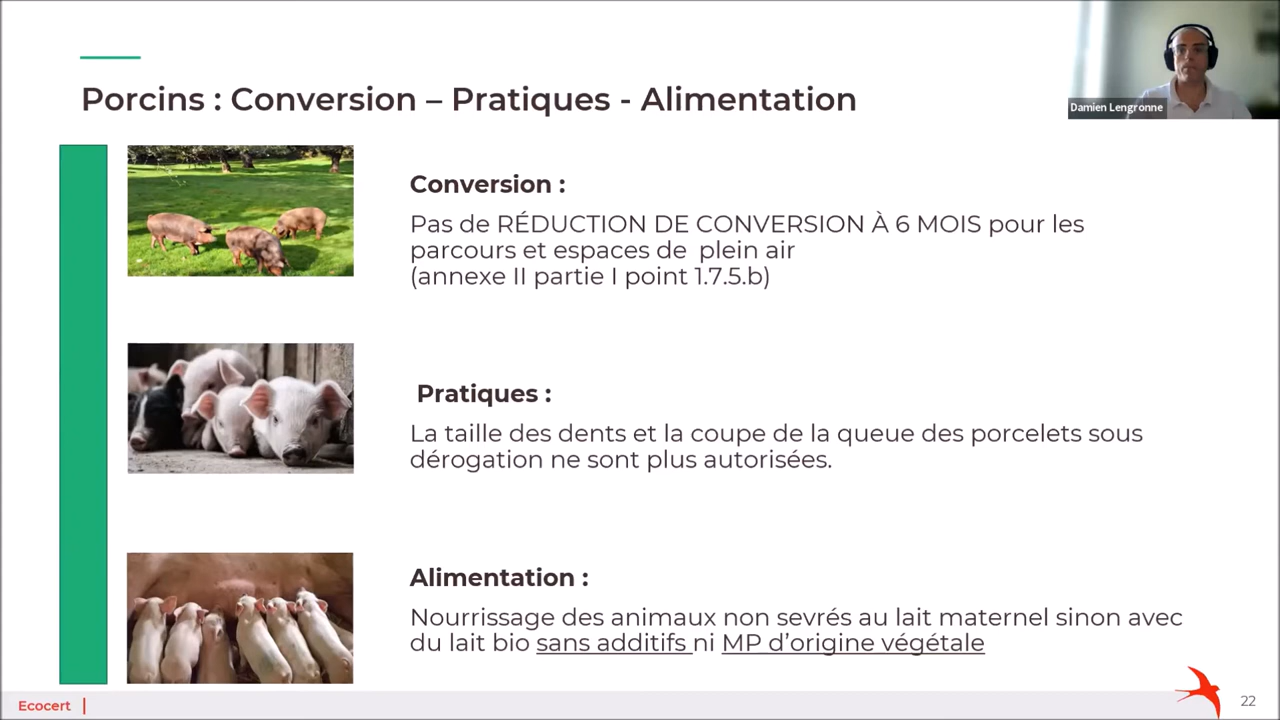 Porcins : Conversion – Pratiques - Alimentation
Damien Lengronne
Conversion :
Pas de RÉDUCTION DE CONVERSION À 6 MOIS pour les
parcours et espaces de  plein air
(annexe II partie I point 1.7.5.b)
Pratiques :
La taille des dents et la coupe de la queue des porcelets sous
dérogation ne sont plus autorisées.
Alimentation :
Nourrissage des animaux non sevrés au lait maternel sinon avec
du lait bio sans additifs ni MP d’origine végétale
Ecocert |
22